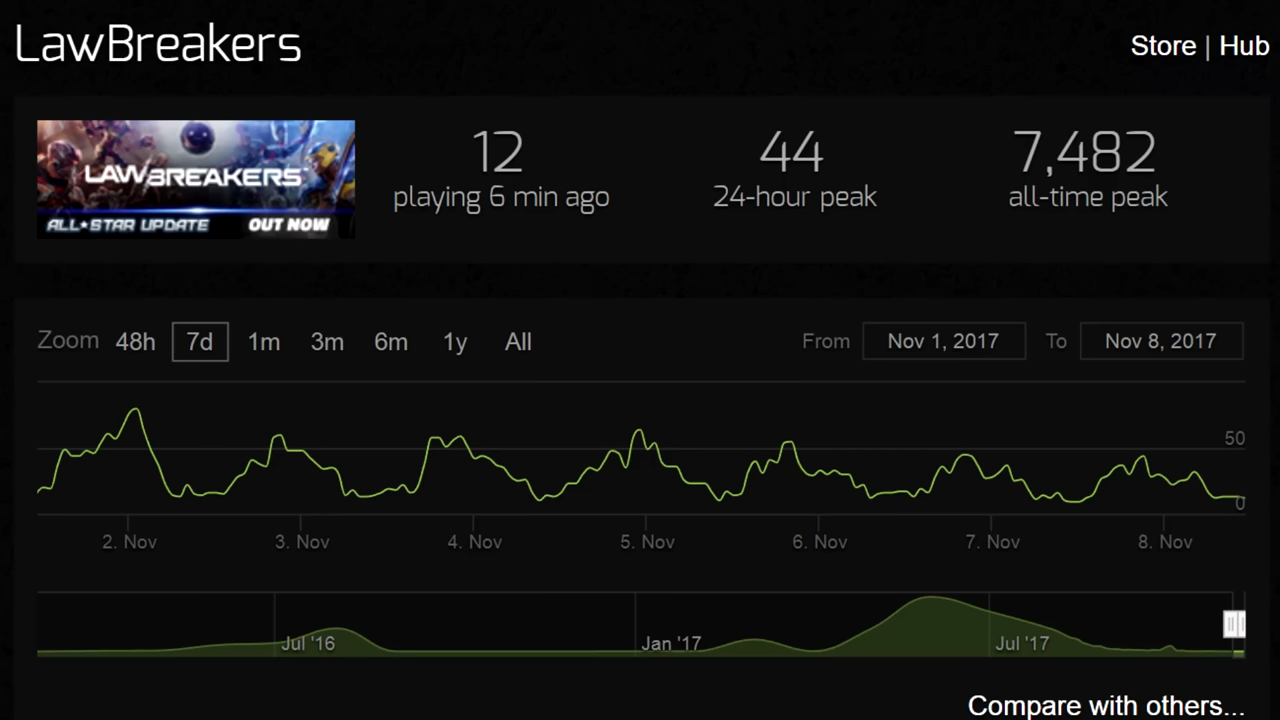 LawBreakers
Store | Hub
LAWBREAKERS
ALL★STAR UPDATE OUT NOW
12
playing 6 min ago
44
24-hour peak
7,482
all-time peak
Zoom 48h 7d 1m 3m 6m 1y All
From Nov 1, 2017 To Nov 8, 2017
50
0
2. Nov 3. Nov 4. Nov 5. Nov 6. Nov 7. Nov 8. Nov
Jul '16 Jan '17 Jul '17
Compare with others...